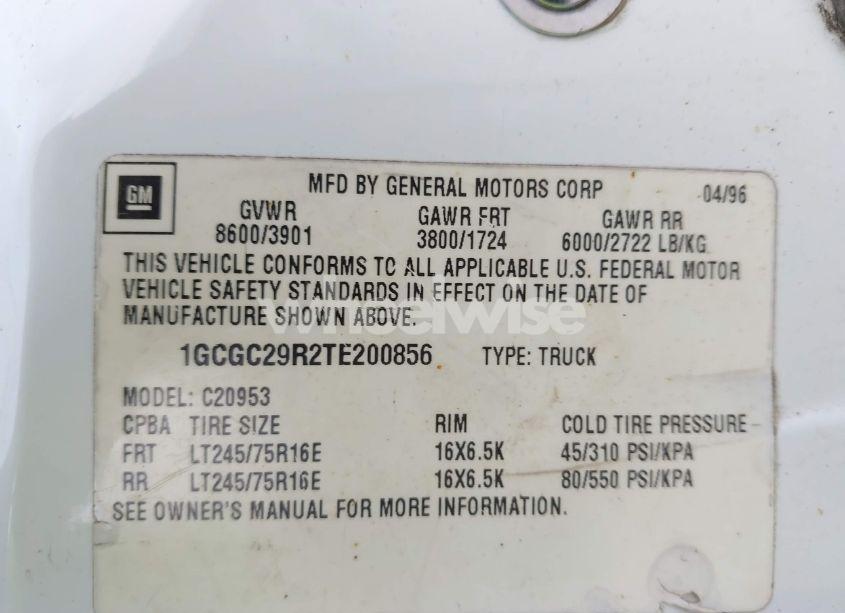 GM
MFD BY GENERAL MOTORS CORP 04/96
GVWR GAWR FRT GAWR RR
8600/3901 3800/1724 6000/2722 LB/KG
THIS VEHICLE CONFORMS TO ALL APPLICABLE U.S. FEDERAL MOTOR
VEHICLE SAFETY STANDARDS IN EFFECT ON THE DATE OF
MANUFACTURE SHOWN ABOVE.
wheelwise
1GCGC29R2TE200856 TYPE: TRUCK
MODEL: C20953
CPBA TIRE SIZE RIM COLD TIRE PRESSURE
FRT LT245/75R16E 16X6.5K 45/310 PSI/KPA
RR LT245/75R16E 16X6.5K 80/550 PSI/KPA
SEE OWNER'S MANUAL FOR MORE INFORMATION.